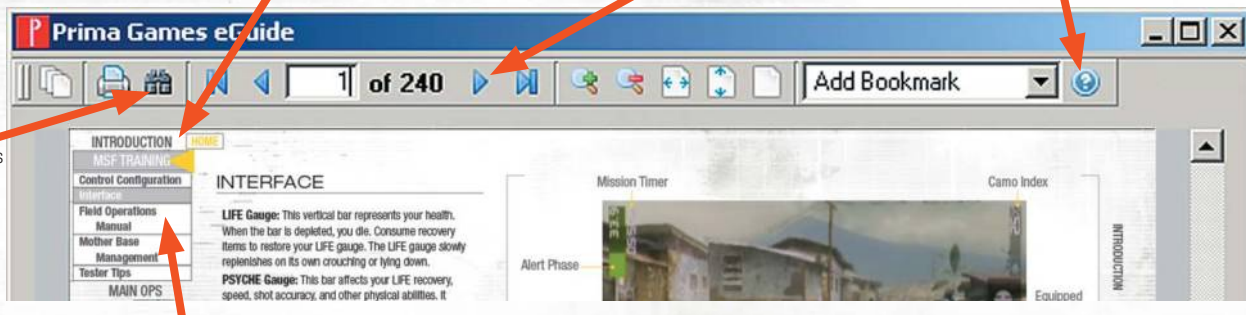 Prima Games eGuide
1 of 240
Add Bookmark
s
INTRODUCTION
HOME
MSF TRAINING
Control Configuration
Interface
Field Operations
Manual
Mother Base
Management
Tester Tips
MAIN OPS
INTERFACE
LIFE Gauge: This vertical bar represents your health.
When the bar is depleted, you die. Consume recovery
items to restore your LIFE gauge. The LIFE gauge slowly
replenishes on its own crouching or lying down.
PSYCHE Gauge: This bar affects your LIFE recovery,
speed, shot accuracy, and other physical abilities. It
Mission Timer
Camo Index
Alert Phase
Equipped
INTRODUCTION